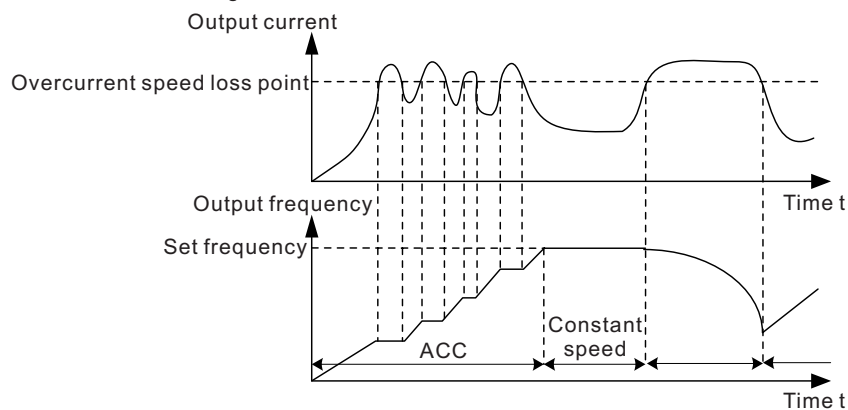 Output current
Overcurrent speed loss point
Time t
Output frequency
Set frequency
Constant
speed
ACC
Time t